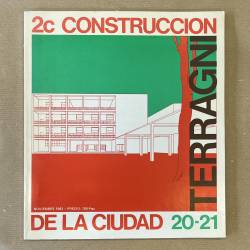 2c CONSTRUCCION
TERRAGNI
DE LA CIUDAD 20-21